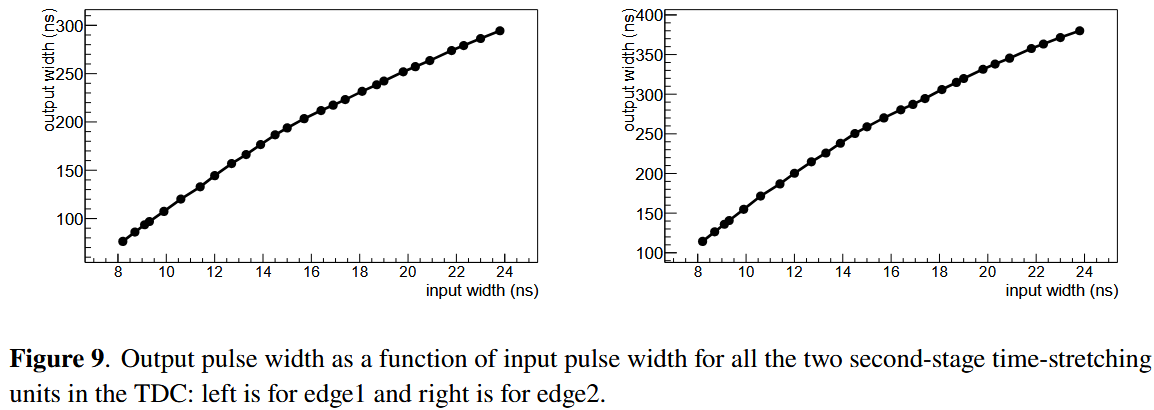 output width (ns)
300
250
200
150
100
8 10 12 14 16 18 20 22 24
input width (ns)
output width (ns)
400
350
300
250
200
150
100
8 10 12 14 16 18 20 22 24
input width (ns)
Figure 9. Output pulse width as a function of input pulse width for all the two second-stage time-stretching
units in the TDC: left is for edge1 and right is for edge2.